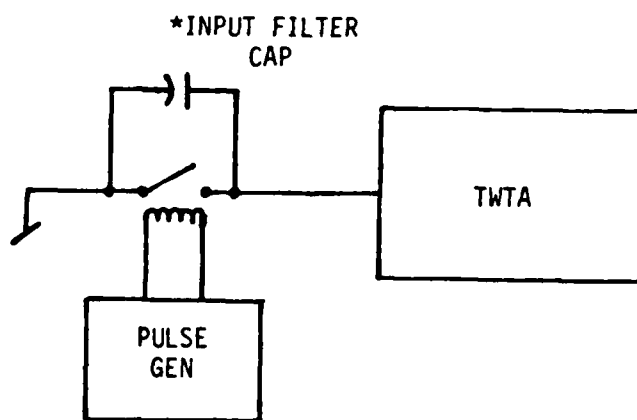 *INPUT FILTER
CAP
TWTA
PULSE
GEN